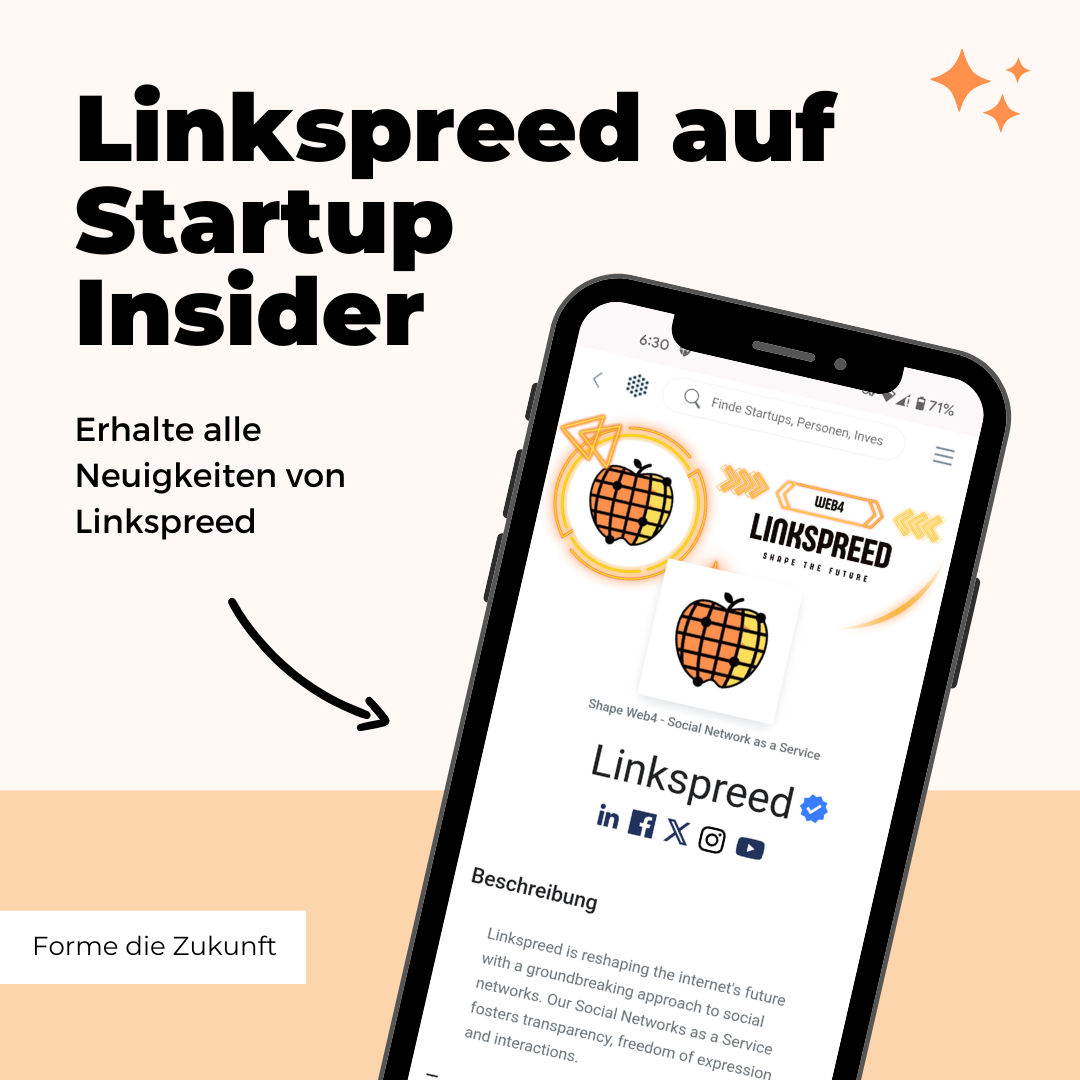 Linkspreed auf
Startup
Insider
Erhalte alle
Neuigkeiten von
Linkspreed
6:30
71%
Finde Startups, Personen, Inves
WEB4
LINKSPREED
SHAPE THE FUTURE
Shape Web4 - Social Network as a Service
Linkspreed
in
Beschreibung
Linkspreed is reshaping the internet's future
with a groundbreaking approach to social
networks. Our Social Networks as a Service
fosters transparency, freedom of expression
and interactions.
Forme die Zukunft